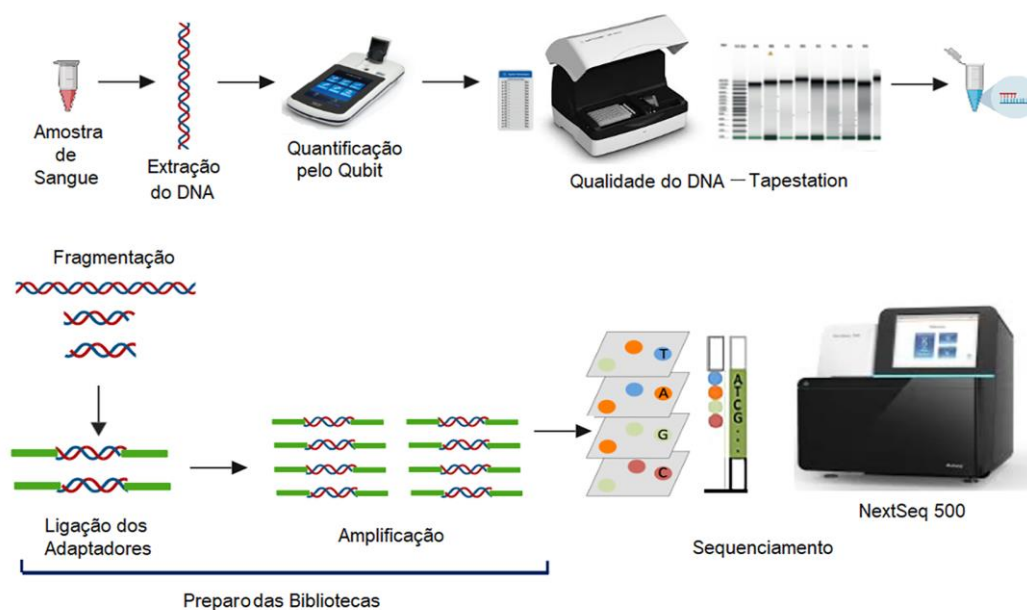 Amostra
de
Sangue
Extração
do DNA
Quantificação
pelo Qubit
Qualidade do DNA — Tapestation
Fragmentação
Ligação dos
Adaptadores
Amplificação
T
A
G
C
ATCG...
Sequenciamento
NextSeq 500
Preparo das Bibliotecas